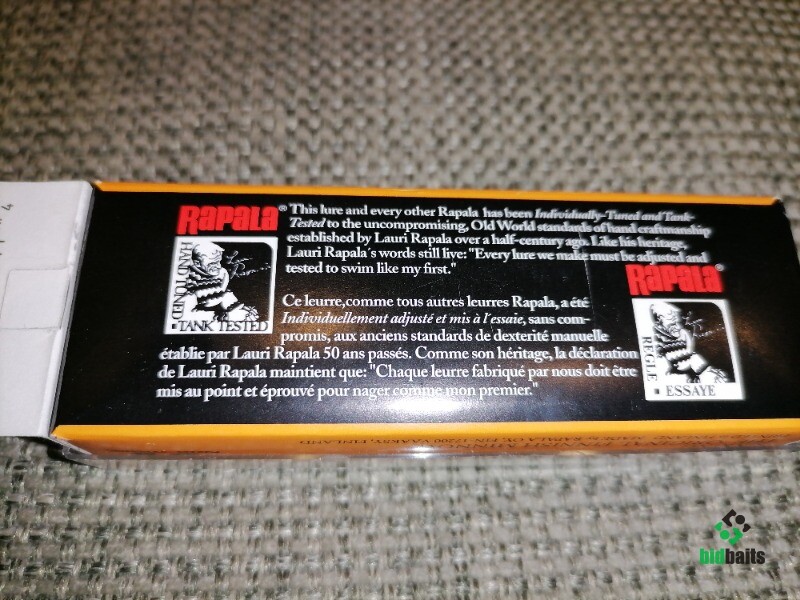 Rapala®
This lure and every other Rapala has been Individually-Tuned and Tank-
Tested to the uncompromising, Old World standards of hand craftmanship
established by Lauri Rapala over a half-century ago. Like his heritage,
Lauri Rapala´s words still live: "Every lure we make must be adjusted and
tested to swim like my first."
HAND TUNED
TANK TESTED
Ce leurre,comme tous autres leurres Rapala, a été
Individuellement adjusté et mis à l'essaie, sans com-
promis, aux anciens standards de dexterité manuelle
établie par Lauri Rapala 50 ans passés. Comme son héritage, la déclaration
de Lauri Rapala maintient que: "Chaque leurre fabriqué par nous doit être
mis au point et éprouvé pour nager comme mon premier."
Rapala®
REGLE
ESSAYE
bidbaits